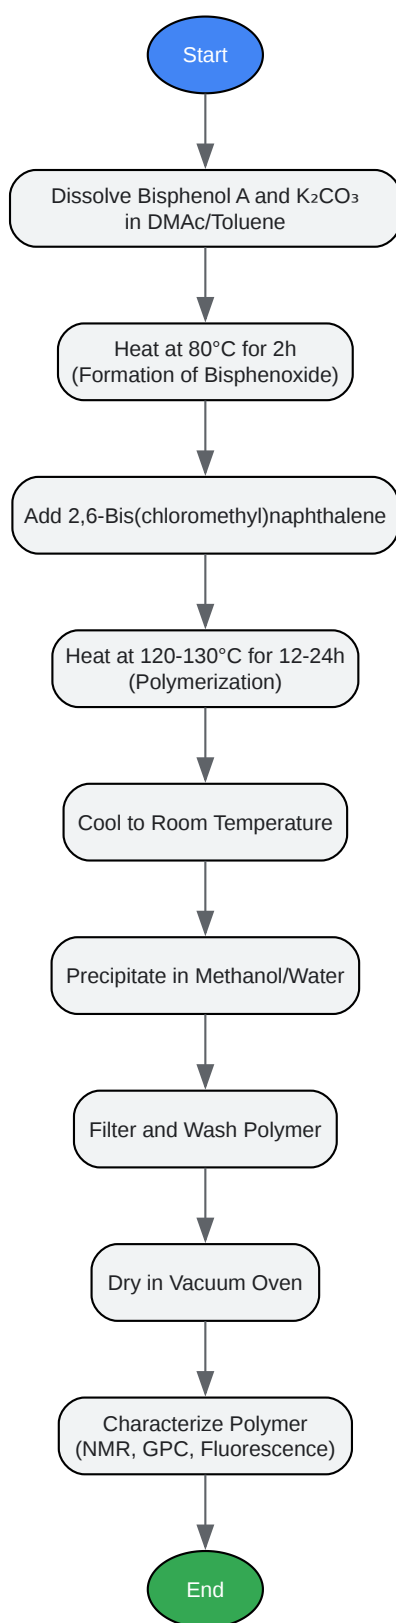 Start
Dissolve Bisphenol A and K₂CO₃
in DMAc/Toluene
Heat at 80°C for 2h
(Formation of Bisphenoxide)
Add 2,6-Bis(chloromethyl)naphthalene
Heat at 120-130°C for 12-24h
(Polymerization)
Cool to Room Temperature
Precipitate in Methanol/Water
Filter and Wash Polymer
Dry in Vacuum Oven
Characterize Polymer
(NMR, GPC, Fluorescence)
End